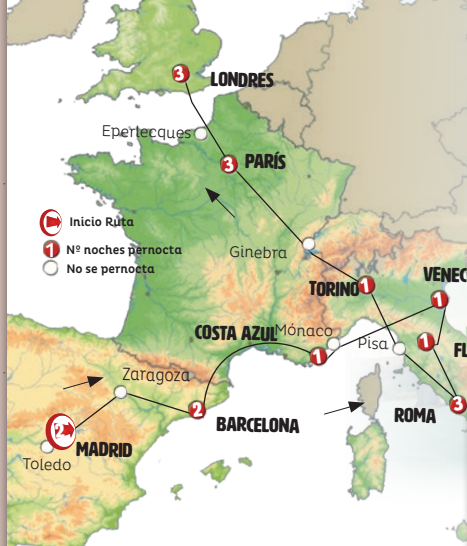 3 LONDRES
Eperlecques
3 PARÍS
Inicio Ruta
1 Nº noches pernocta
No se pernocta
Ginebra
TORINO 1
VENEC
1
COSTA AZUL Mónaco
1
Pisa
1
FL
Zaragoza
2
BARCELONA
ROMA
3
2
MADRID
Toledo